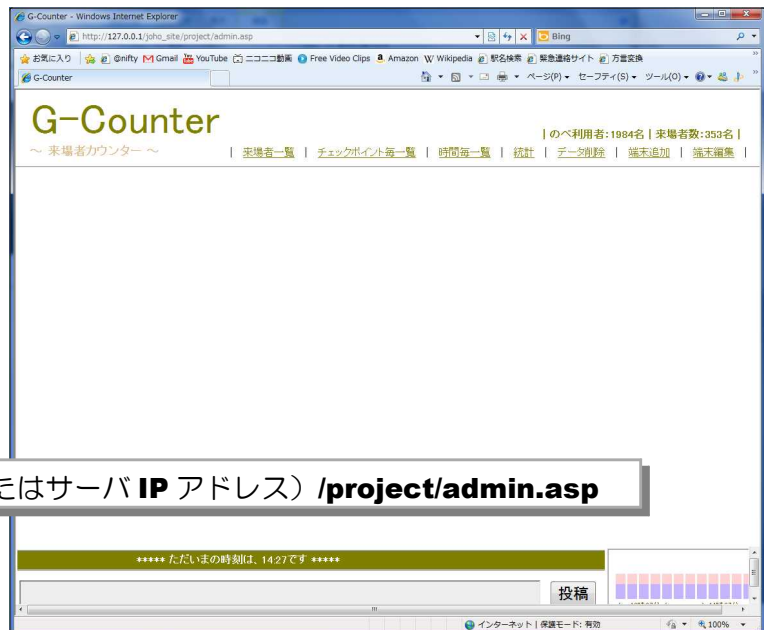 G-Counter - Windows Internet Explorer
http://127.0.0.1/joho_site/project/admin.asp
Bing
お気に入り @nifty Gmail YouTube ニコニコ動画 Free Video Clips Amazon Wikipedia 駅名検索 緊急連絡サイト 方言変換
G-Counter
ページ(P) セーフティ(S) ツール(O)
G-Counter
|のべ利用者:1984名|来場者数:353名|
～ 来場者カウンター ～
| 来場者一覧 | チェックポイント毎一覧 | 時間毎一覧 | 統計 | データ削除 | 端末追加 | 端末編集 |
たはサーバ IP アドレス）/project/admin.asp
***** ただいまの時刻は、14:27です *****
投稿
インターネット | 保護モード: 有効
100%